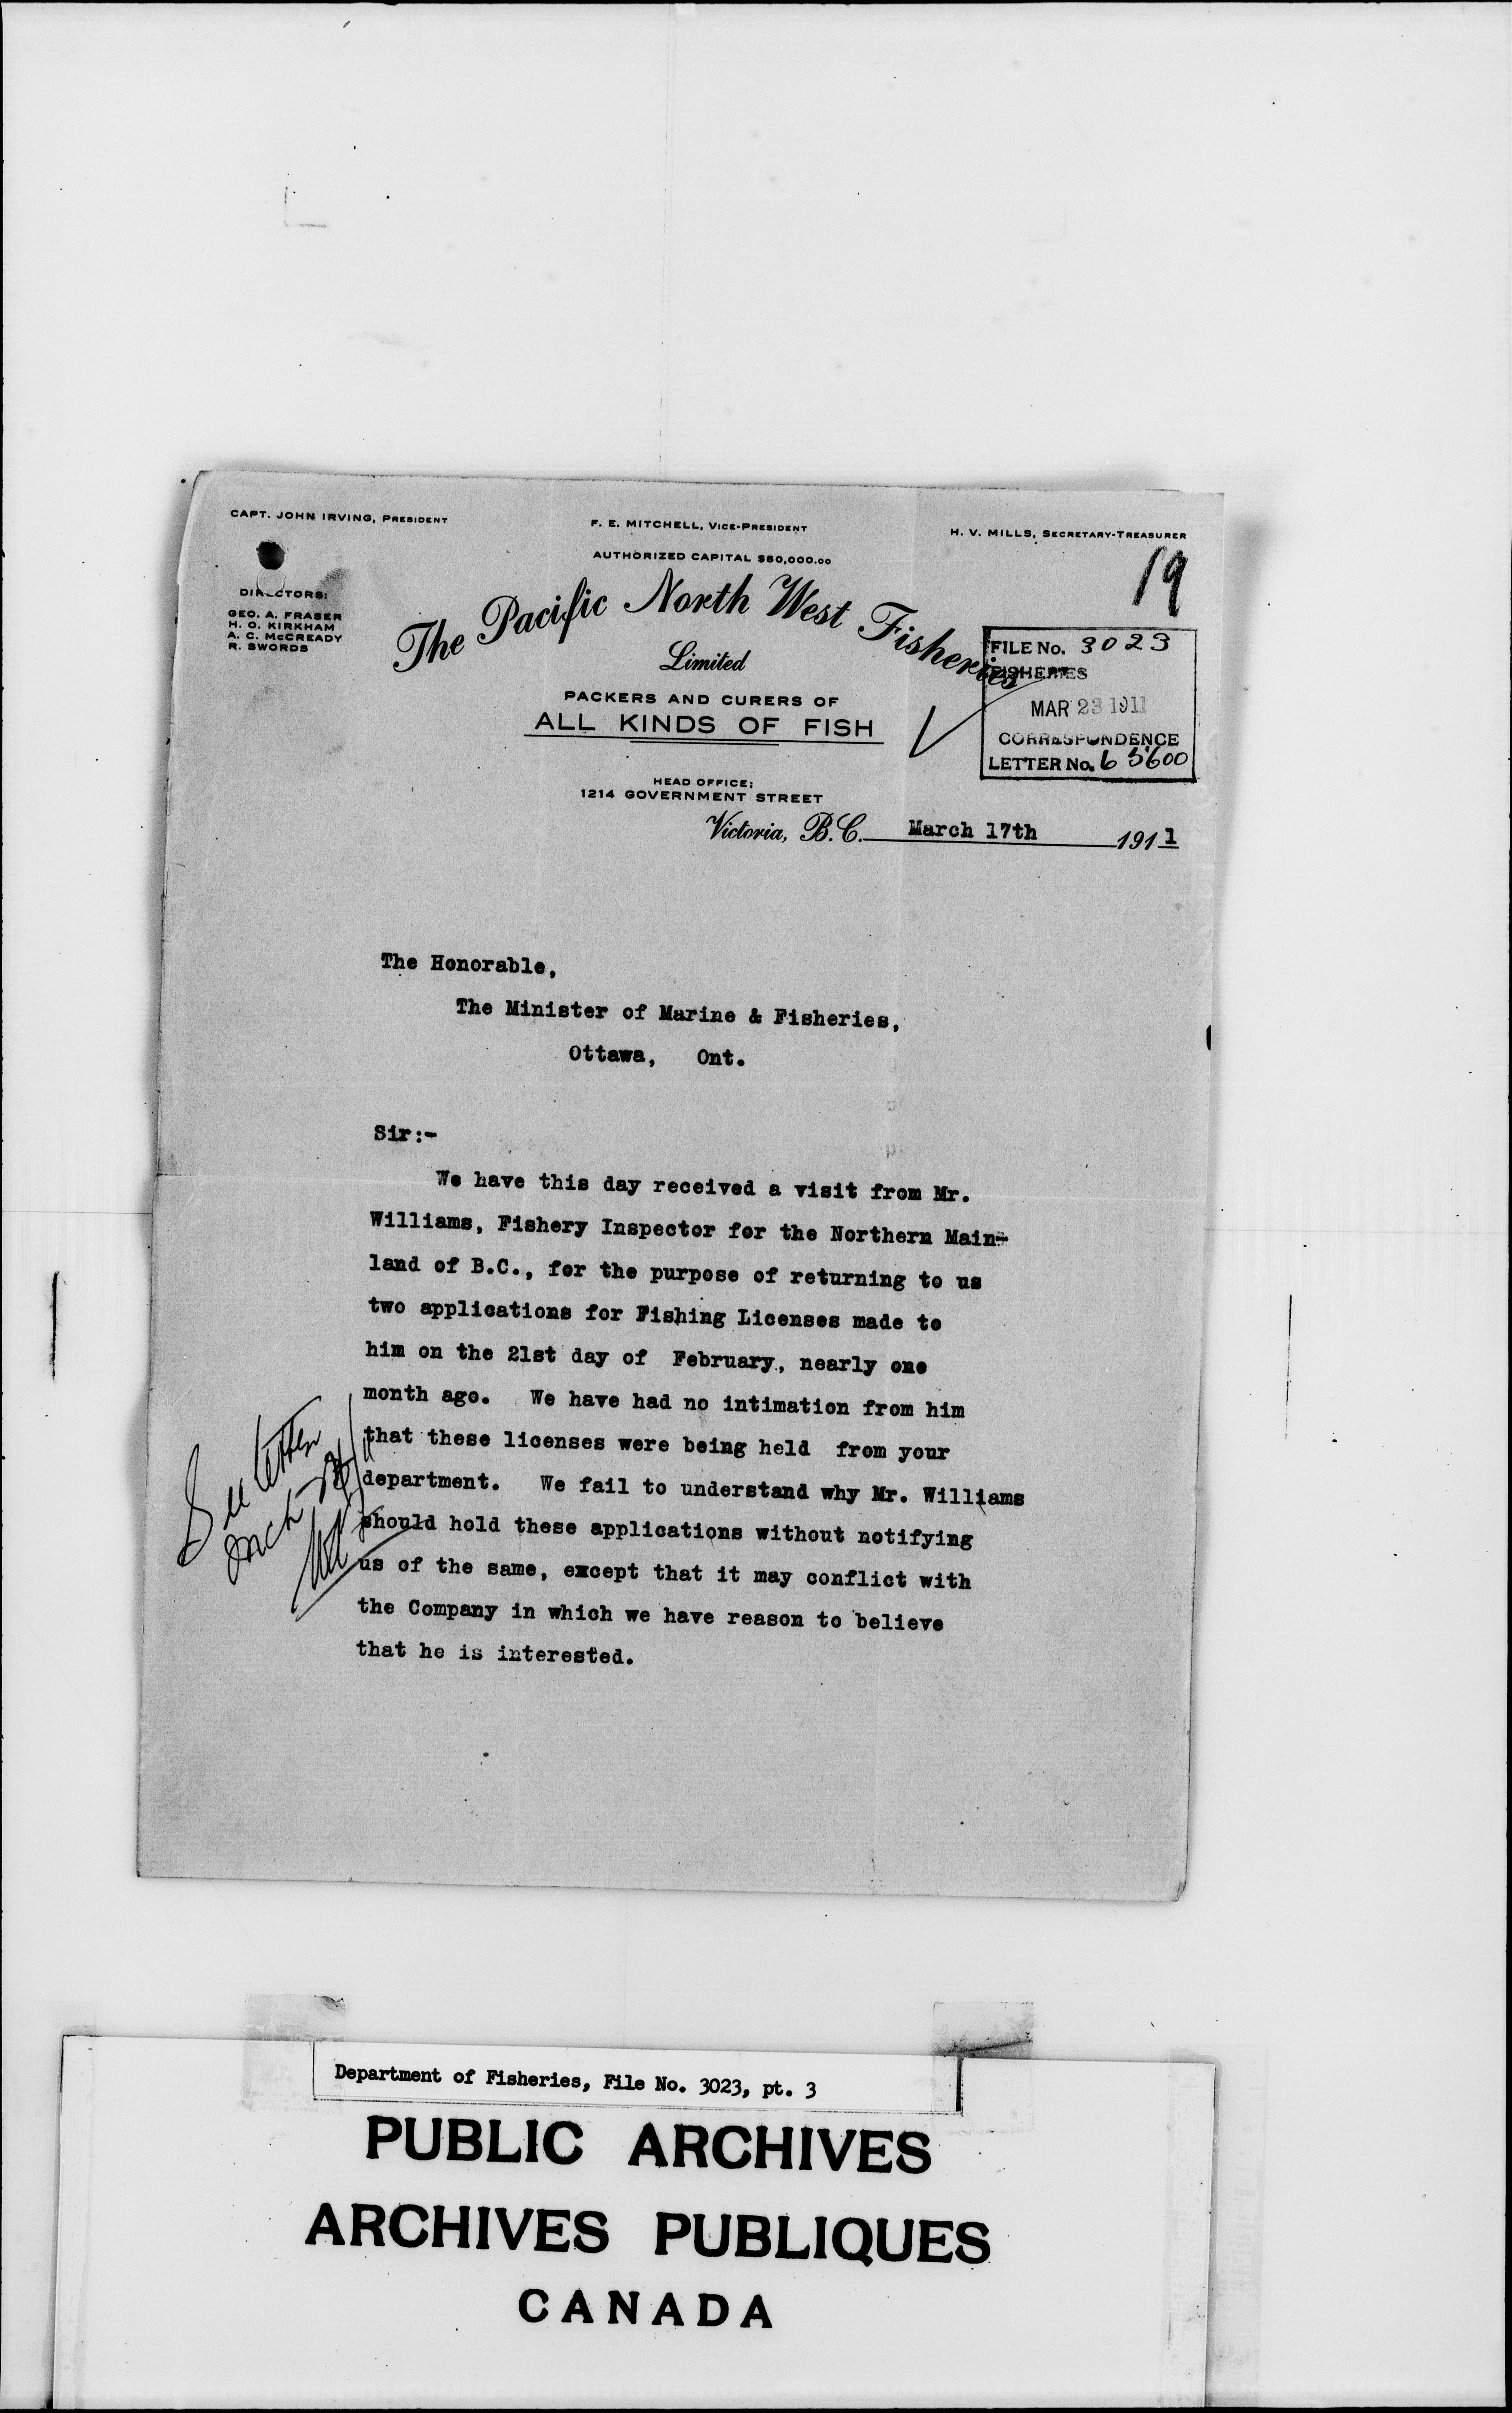 CAPT. JOHN IRVING, PRESIDENT
F. E. MITCHELL, VICE-PRESIDENT
H. V. MILLS, SECRETARY-TREASURER
AUTHORIZED CAPITAL $50,000.00
19
DIRECTORS:
GEO. A. FRASER
H. O. KIRKHAM
A. C. McCREADY
R. SWORDS
The Pacific North West Fisheries
Limited
PACKERS AND CURERS OF
ALL KINDS OF FISH
FILE No. 3023
FISHERIES
MAR 23 1911
CORRESPONDENCE
LETTER No. 65600
HEAD OFFICE:
1214 GOVERNMENT STREET
Victoria, B.C. March 17th 1911
The Honorable,
The Minister of Marine & Fisheries,
Ottawa, Ont.
Sir:-
We have this day received a visit from Mr.
Williams, Fishery Inspector for the Northern Main-
land of B.C., for the purpose of returning to us
two applications for Fishing Licenses made to
him on the 21st day of February, nearly one
month ago. We have had no intimation from him
that these licenses were being held from your
department. We fail to understand why Mr. Williams
should hold these applications without notifying
us of the same, except that it may conflict with
the Company in which we have reason to believe
that he is interested.
See letter
Mch
Department of Fisheries, File No. 3023, pt. 3
PUBLIC ARCHIVES
ARCHIVES PUBLIQUES
CANADA